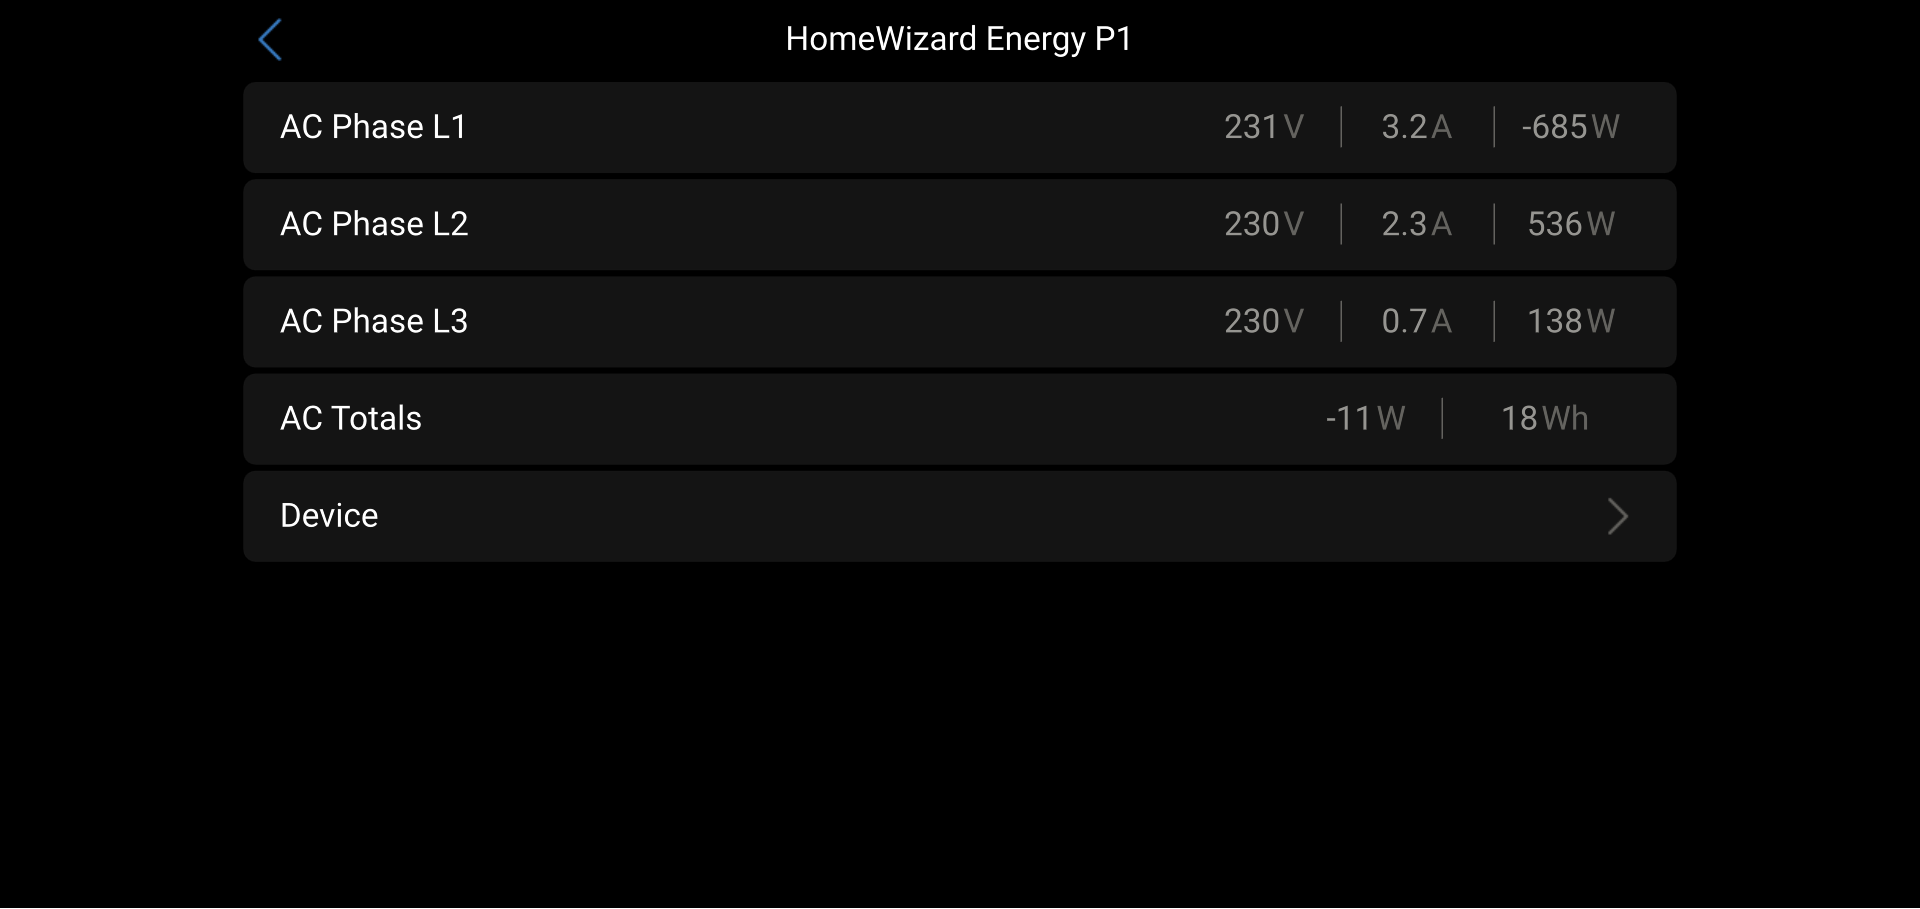 HomeWizard Energy P1
AC Phase L1 231V 3.2A -685W
AC Phase L2 230V 2.3A 536W
AC Phase L3 230V 0.7A 138W
AC Totals -11W 18Wh
Device